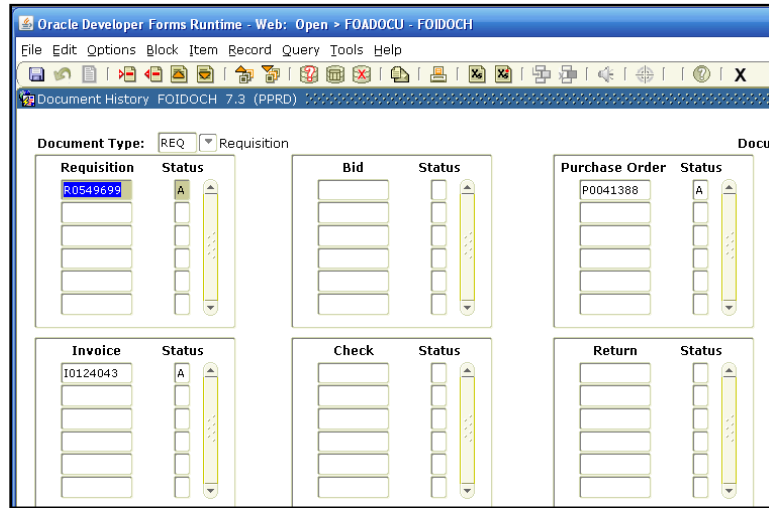 Oracle Developer Forms Runtime - Web: Open > FOADOCU - FOIDOCH
File Edit Options Block Item Record Query Tools Help
Document History FOIDOCH 7.3 (PPRD)
Document Type: REQ Requisition Docu
Requisition Status Bid Status Purchase Order Status
R0549699 A P0041388 A
Invoice Status Check Status Return Status
I0124043 A